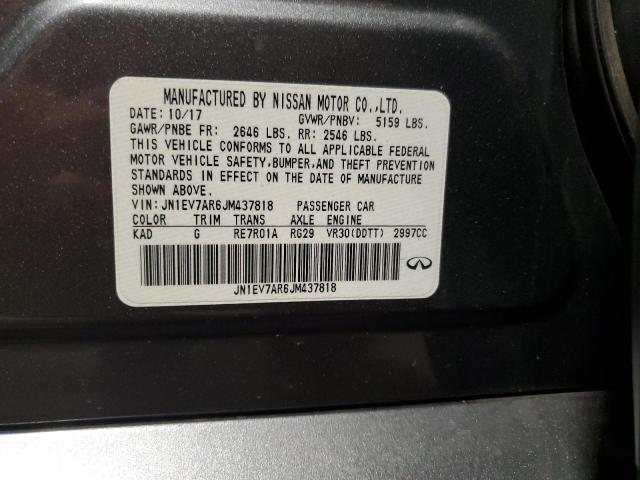 MANUFACTURED BY NISSAN MOTOR CO.,LTD.
DATE: 10/17 GVWR/PNBV: 5159 LBS.
GAWR/PNBE FR: 2646 LBS. RR: 2546 LBS.
THIS VEHICLE CONFORMS TO ALL APPLICABLE FEDERAL
MOTOR VEHICLE SAFETY,BUMPER,AND THEFT PREVENTION
STANDARDS IN EFFECT ON THE DATE OF MANUFACTURE
SHOWN ABOVE.
VIN:JN1EV7AR6JM437818 PASSENGER CAR
COLOR TRIM TRANS AXLE ENGINE
KAD G RE7R01A RG29 VR30(DDTT) 2997CC
JN1EV7AR6JM437818